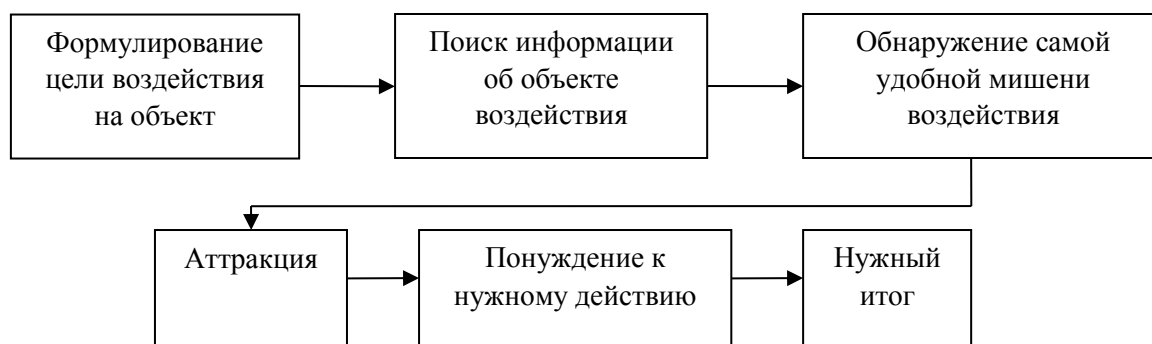 Формулирование
цели воздействия
на объект
Поиск информации
об объекте
воздействия
Обнаружение самой
удобной мишени
воздействия
Аттракция
Понуждение к
нужному действию
Нужный
итог